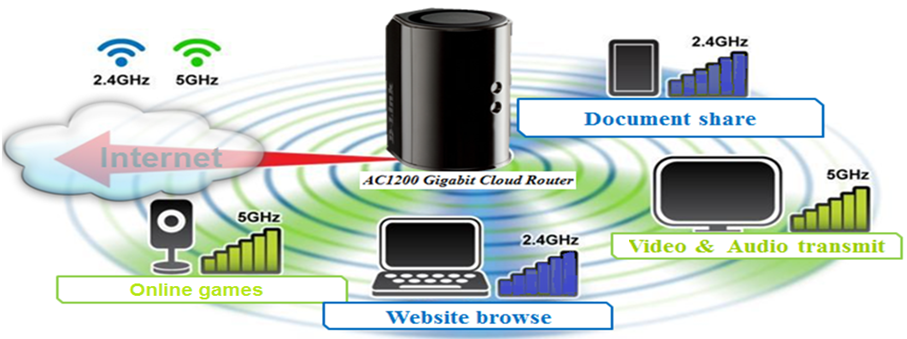 2.4GHz
5GHz
2.4GHz
Document share
Internet
AC1200 Gigabit Cloud Router
5GHz
Video & Audio transmit
5GHz
Online games
2.4GHz
Website browse